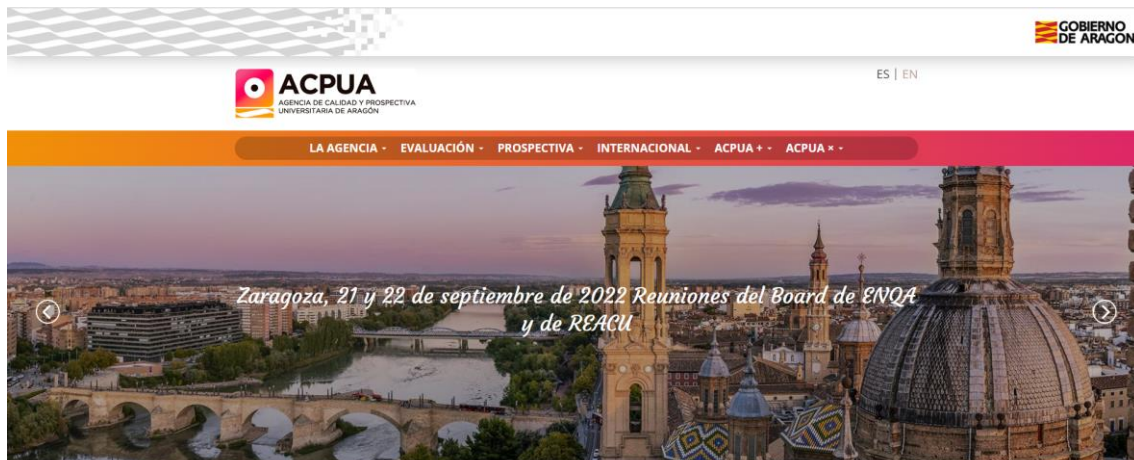 GOBIERNO
DE ARAGON
ES | EN
ACPUA
AGENCIA DE CALIDAD Y PROSPECTIVA
UNIVERSITARIA DE ARAGÓN
LA AGENCIA EVALUACIÓN PROSPECTIVA INTERNACIONAL ACPUA + ACPUA ×
Zaragoza, 21 y 22 de septiembre de 2022 Reuniones del Board de ENQA
y de REACU